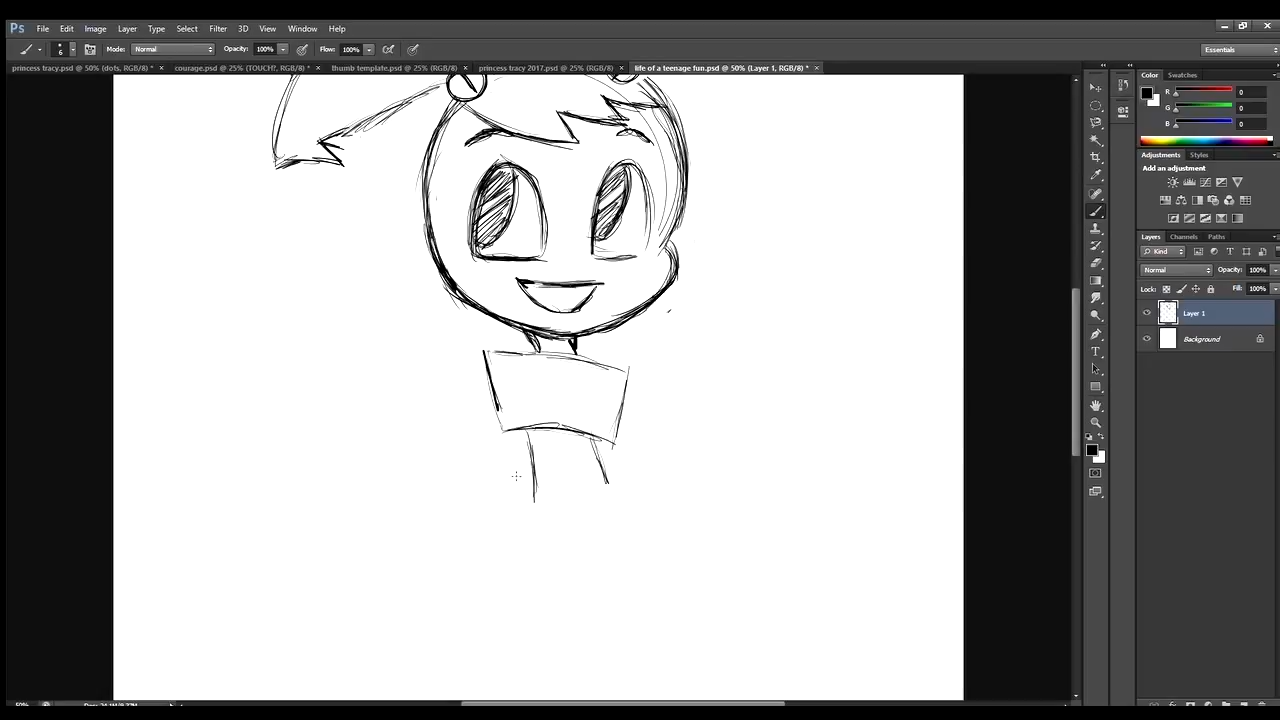 Ps File Edit Image Layer Type Select Filter 3D View Window Help
6 Mode: Normal Opacity: 100% Flow: 100% Essentials
princess tracy.psd @ 50% (dots, RGB/8) * × courage.psd @ 25% (TOUCH?, RGB/8) * × thumb template.psd @ 25% (RGB/8) × princess tracy 2017.psd @ 25% (RGB/8) × life of a teenage fun.psd @ 50% (Layer 1, RGB/8) * ×
Color Swatches
R 0
G 0
B 0
Adjustments Styles
Add an adjustment
Layers Channels Paths
Kind
Normal Opacity: 100%
Lock: Fill: 100%
Layer 1
Background
50%